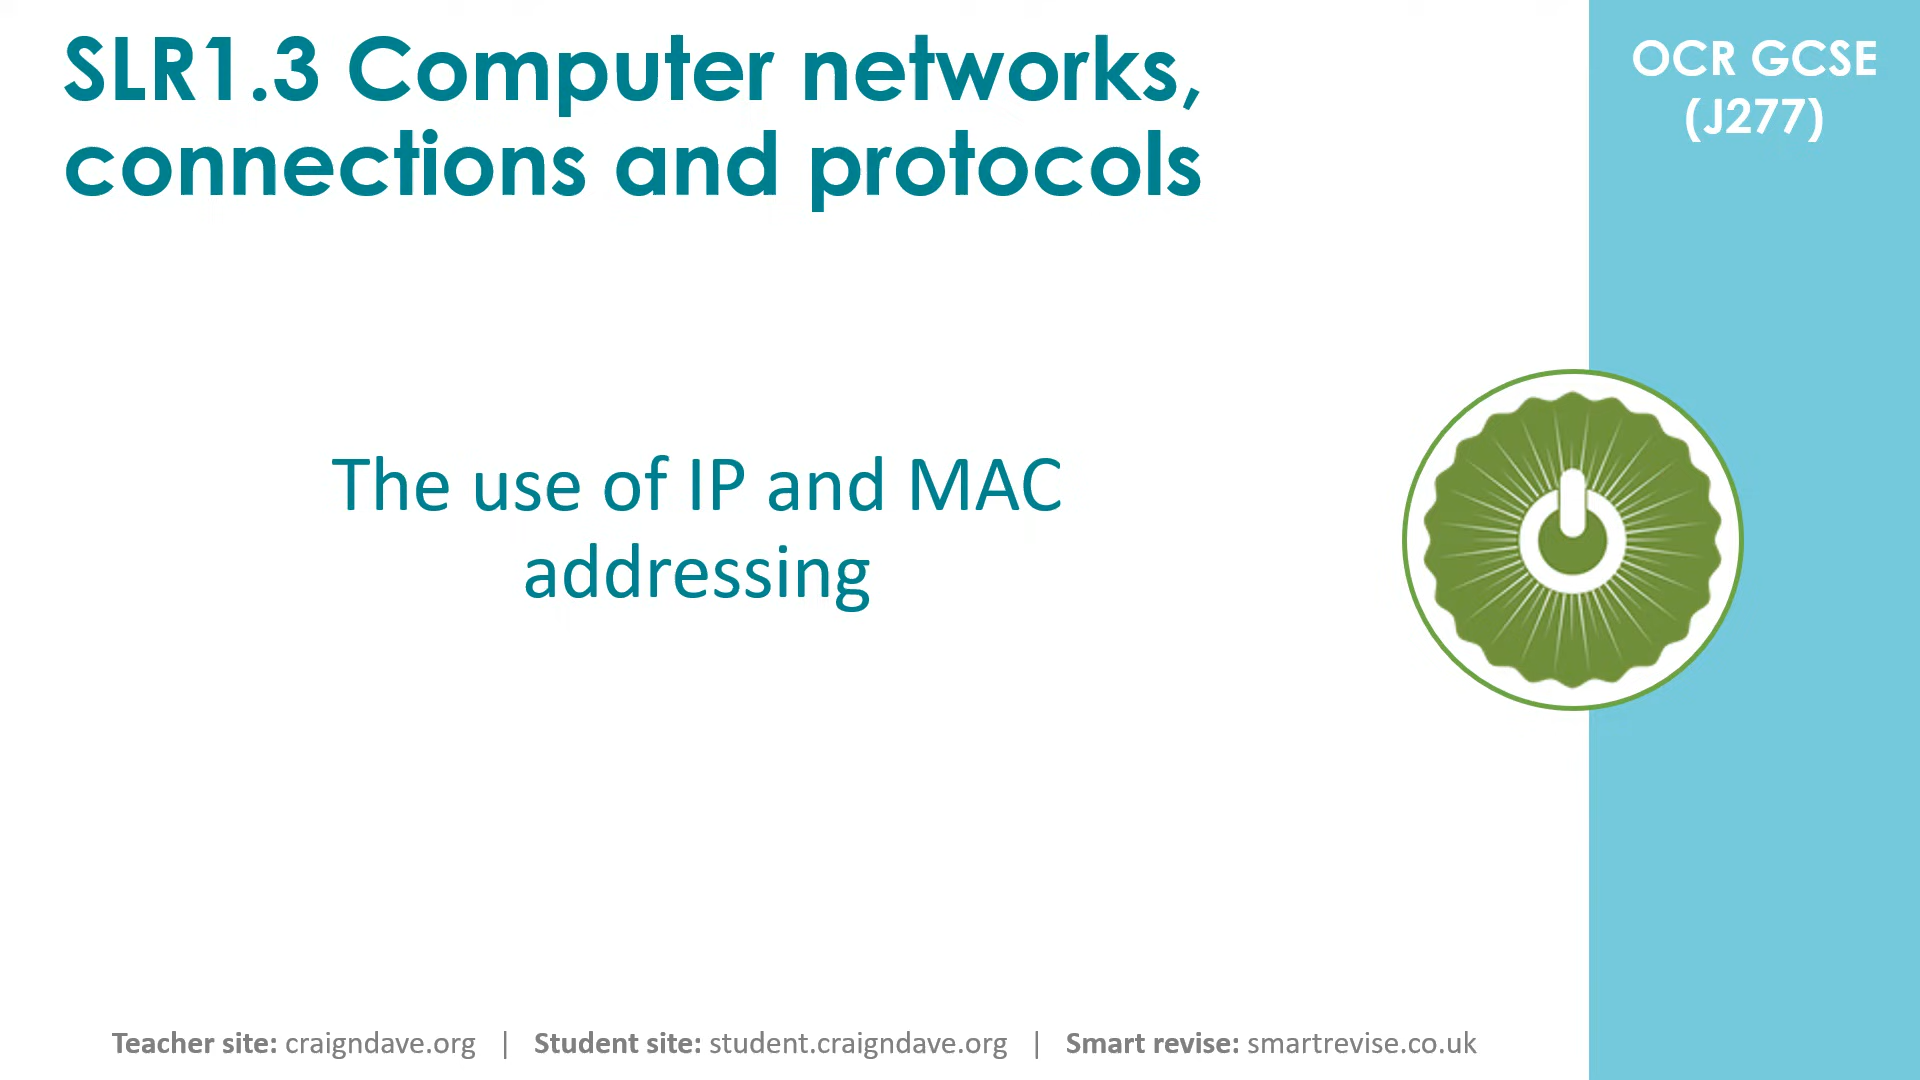 SLR1.3 Computer networks,
connections and protocols
OCR GCSE
(J277)
The use of IP and MAC
addressing
Teacher site: craigndave.org | Student site: student.craigndave.org | Smart revise: smartrevise.co.uk